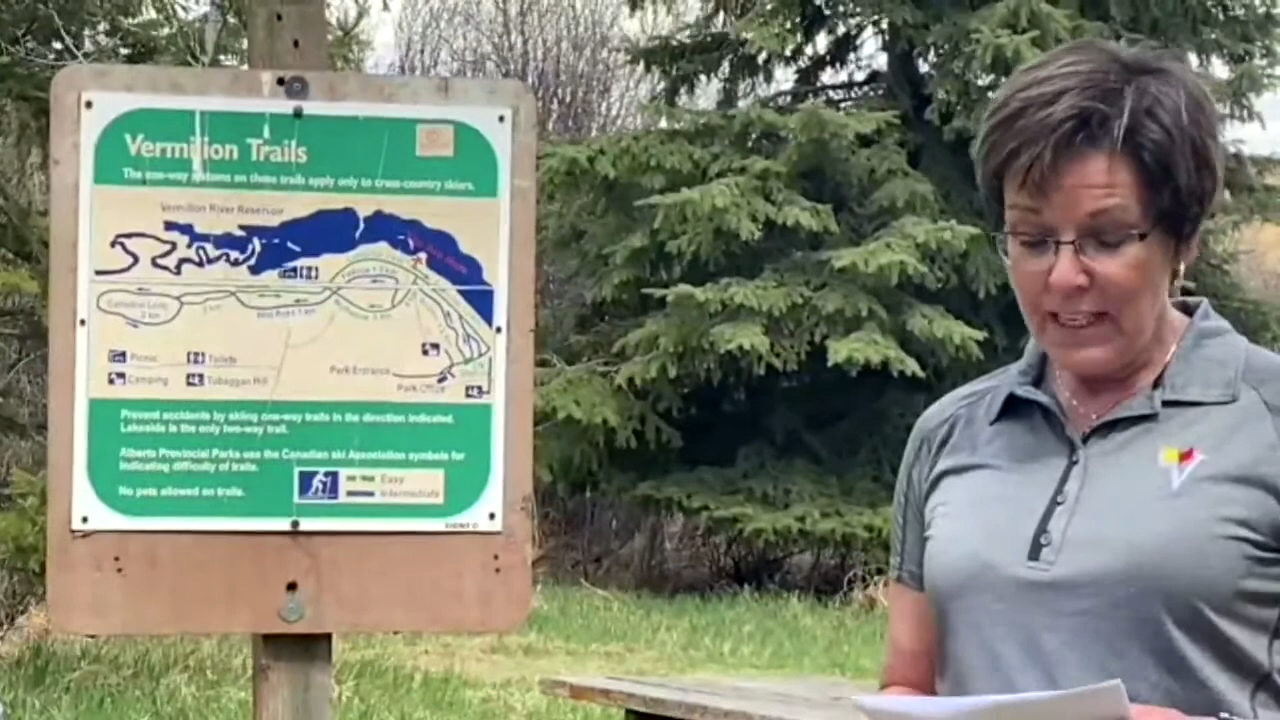 Vermilion Trails
The one-way systems on these trails apply only to cross-country skiers.
Vermilion River Reservoir
2 km
Picnic
Toilets
Camping
Tobaggan Hill
Park Entrance
Park Office
Prevent accidents by skiing one-way trails in the direction indicated.
Lakeside is the only two-way trail.
Alberta Provincial Parks use the Canadian ski Association symbols for
indicating difficulty of trails.
No pets allowed on trails.
Easy
Intermediate